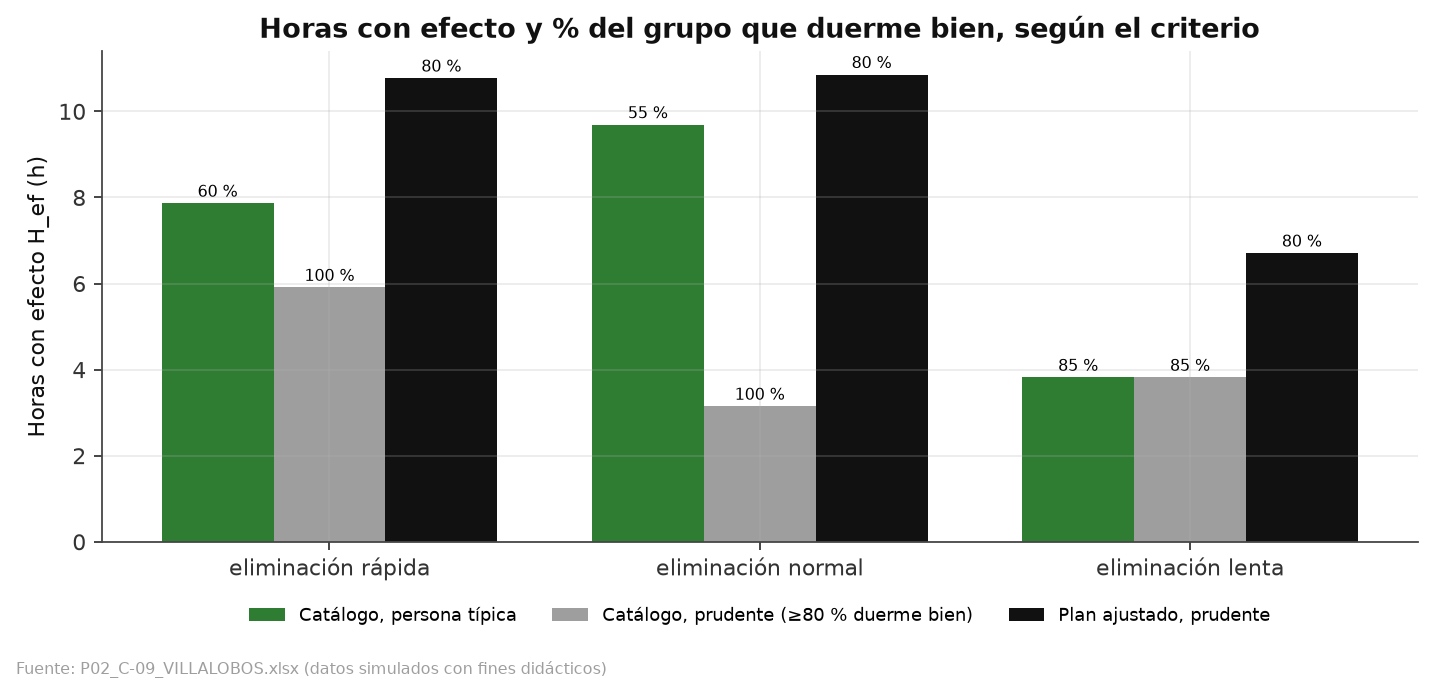 Horas con efecto y % del grupo que duerme bien, según el criterio
Horas con efecto H_ef (h)
10
8
6
4
2
0
60 %
100 %
80 %
55 %
100 %
80 %
85 %
85 %
80 %
eliminación rápida
eliminación normal
eliminación lenta
Catálogo, persona típica
Catálogo, prudente (≥80 % duerme bien)
Plan ajustado, prudente
Fuente: P02_C-09_VILLALOBOS.xlsx (datos simulados con fines didácticos)